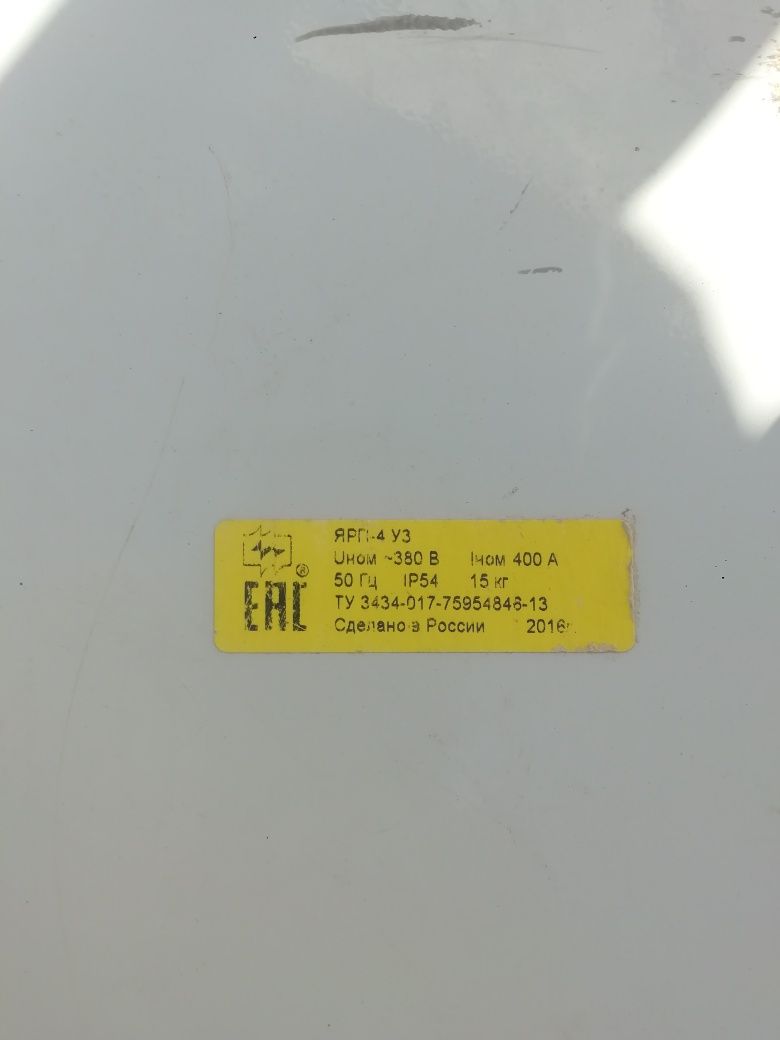 ЯРП-4 У3
Uном ~380 В Iном 400 А
50 Гц IP54 15 кг
ТУ 3434-017-75954846-13
Сделано в России 2016г.
®
EAC